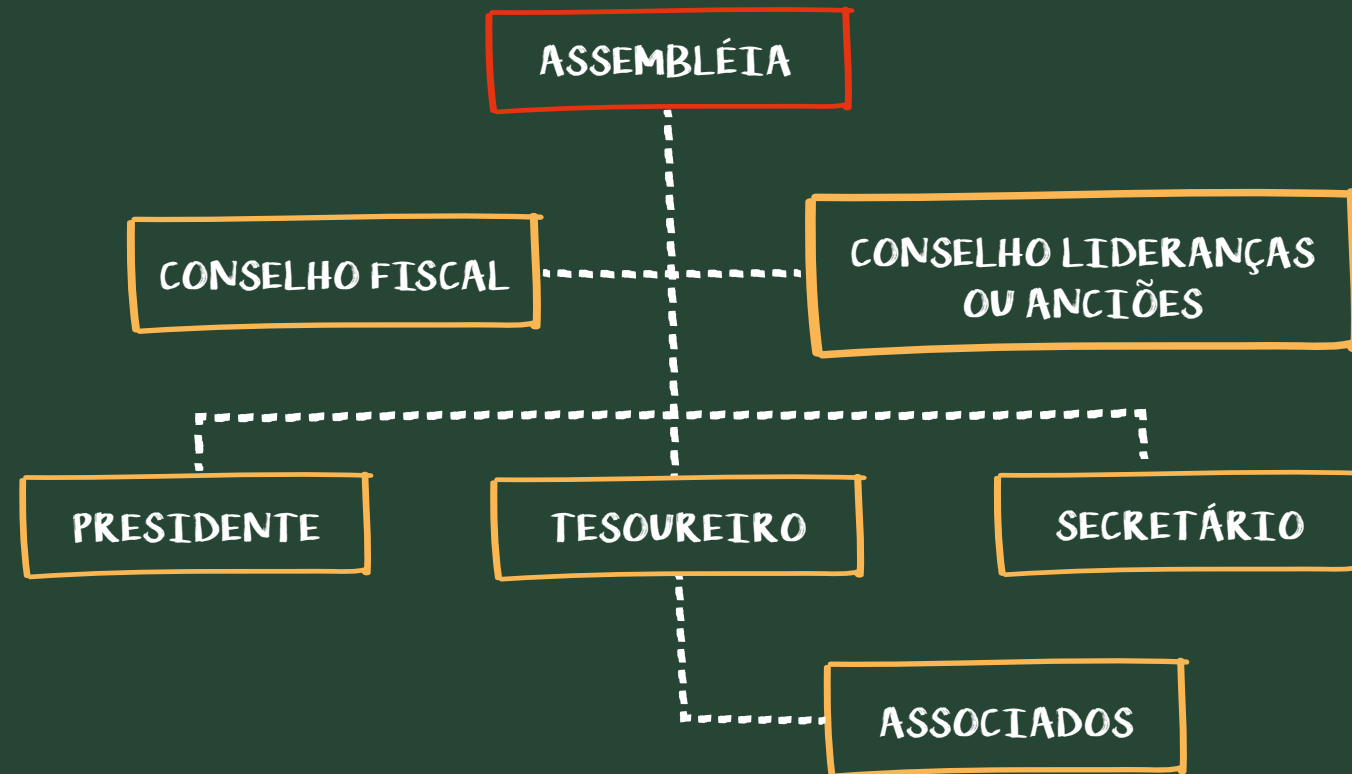 ASSEMBLÉIA
CONSELHO FISCAL
CONSELHO LIDERANÇAS
OU ANCIÕES
PRESIDENTE
TESOUREIRO
SECRETÁRIO
ASSOCIADOS